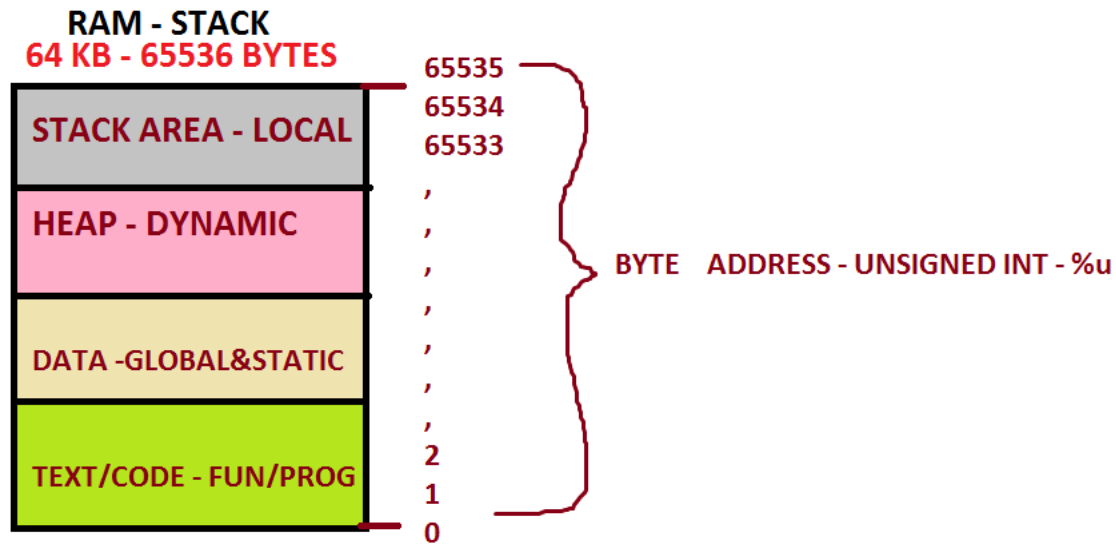 RAM - STACK
64 KB - 65536 BYTES
STACK AREA - LOCAL
HEAP - DYNAMIC
DATA -GLOBAL&STATIC
TEXT/CODE - FUN/PROG
65535
65534
65533
,
,
,
,
,
,
,
2
1
0
BYTE ADDRESS - UNSIGNED INT - %u